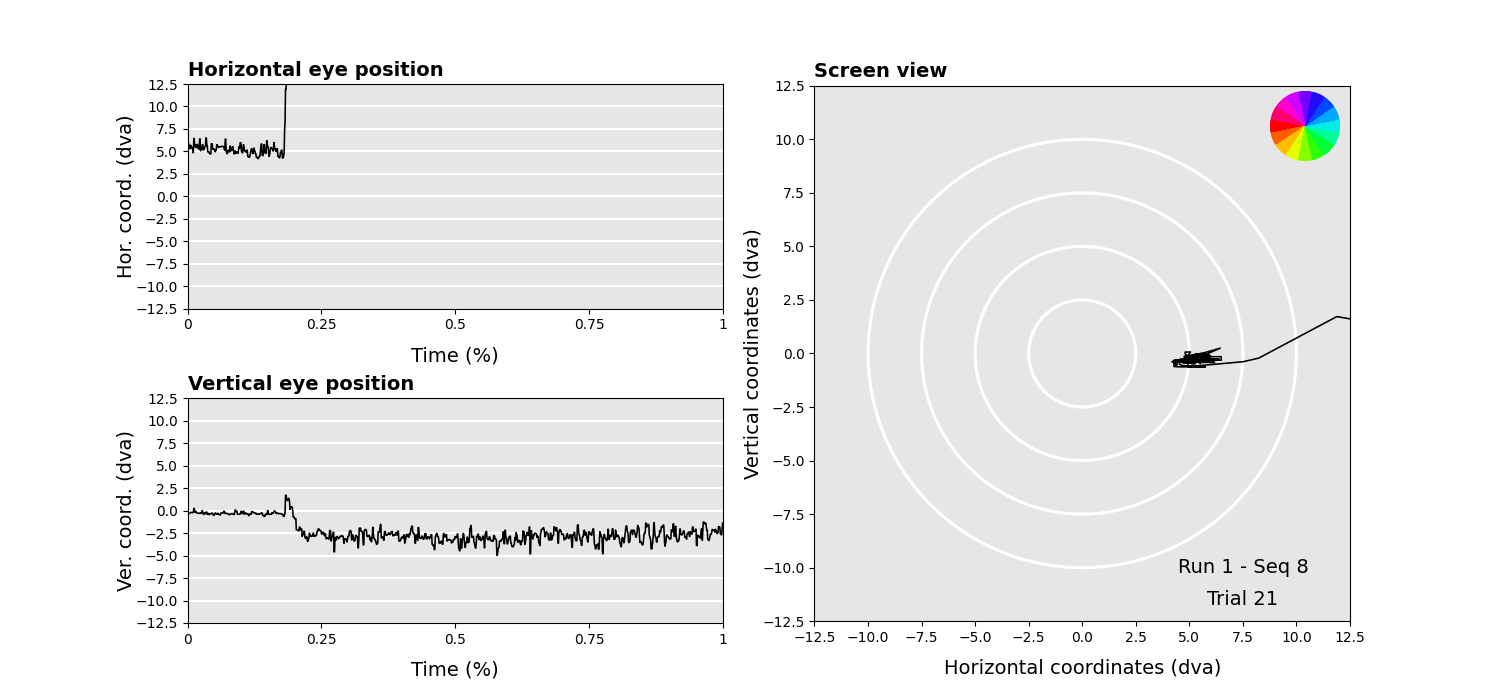 Horizontal eye position
12.5
10.0
7.5
5.0
2.5
0.0
−2.5
−5.0
−7.5
−10.0
−12.5
Hor. coord. (dva)
0 0.25 0.5 0.75 1
Time (%)
Vertical eye position
12.5
10.0
7.5
5.0
2.5
0.0
−2.5
−5.0
−7.5
−10.0
−12.5
Ver. coord. (dva)
0 0.25 0.5 0.75 1
Time (%)
Screen view
12.5
10.0
7.5
5.0
2.5
0.0
−2.5
−5.0
−7.5
−10.0
−12.5
Vertical coordinates (dva)
Run 1 - Seq 8
Trial 21
−12.5 −10.0 −7.5 −5.0 −2.5 0.0 2.5 5.0 7.5 10.0 12.5
Horizontal coordinates (dva)